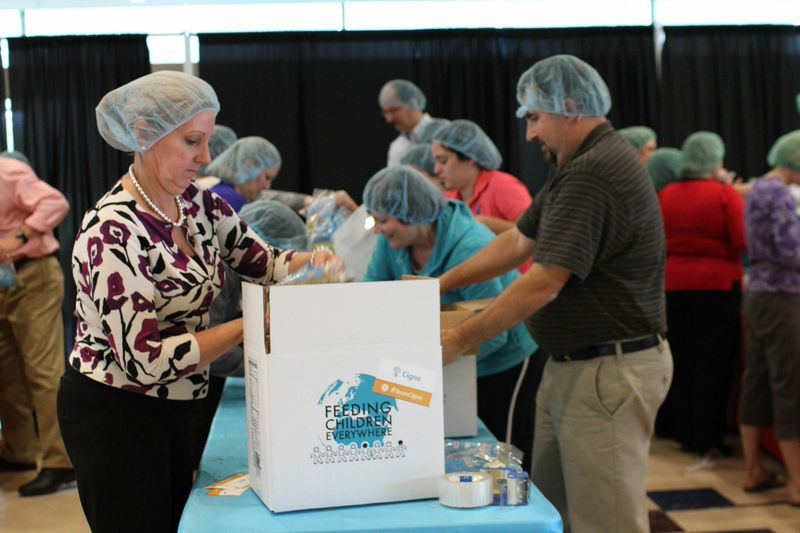 Cigna
#TeamCigna
FEEDING
CHILDREN
EVERYWHERE